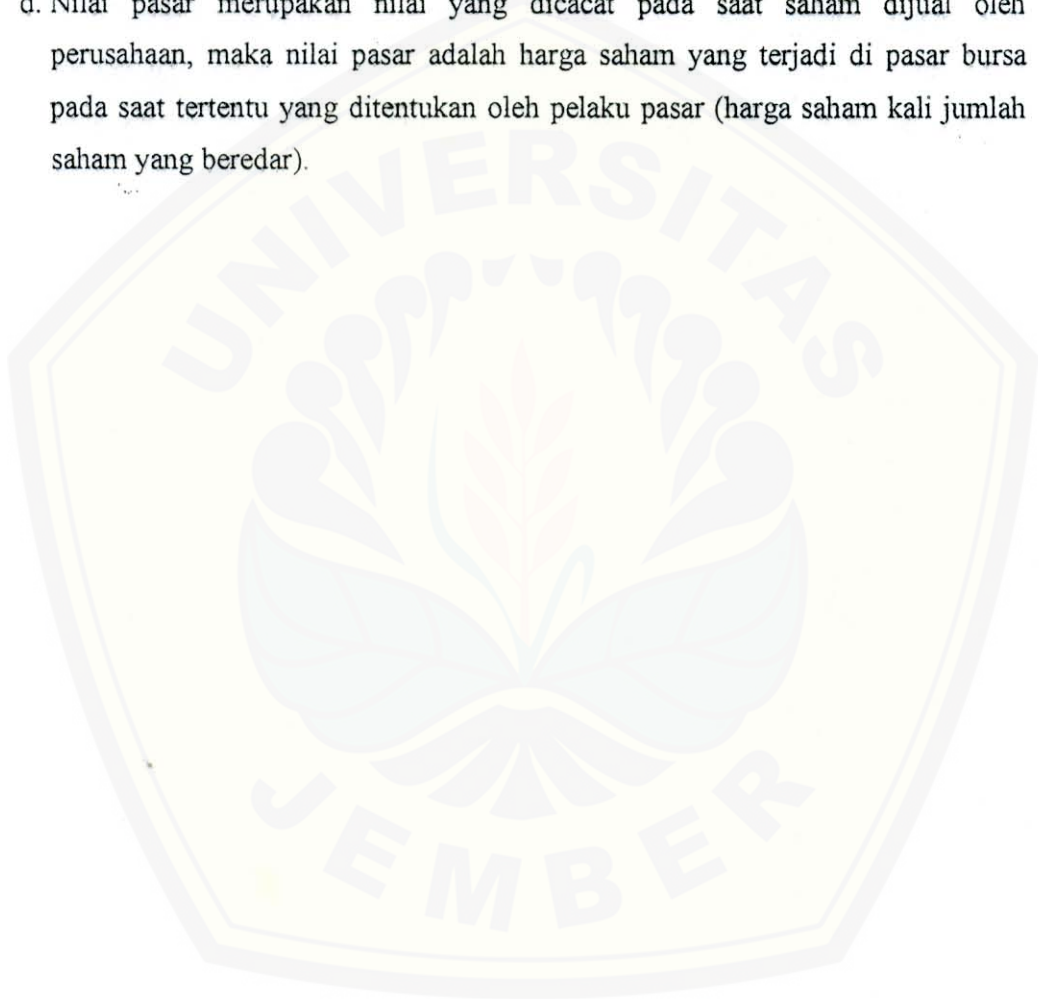 d. Nilai pasar merupakan nilai yang dicacat pada saat saham dijual oleh
perusahaan, maka nilai pasar adalah harga saham yang terjadi di pasar bursa
pada saat tertentu yang ditentukan oleh pelaku pasar (harga saham kali jumlah
saham yang beredar).
UNIVERSITAS
JEMBER